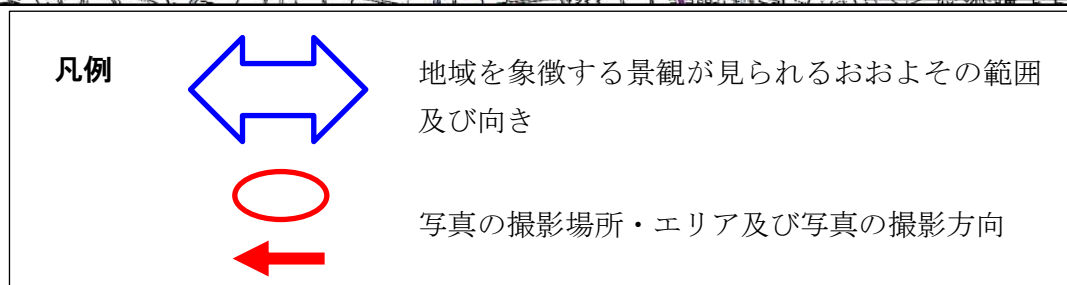 凡例
地域を象徴する景観が見られるおおよその範囲
及び向き
写真の撮影場所・エリア及び写真の撮影方向